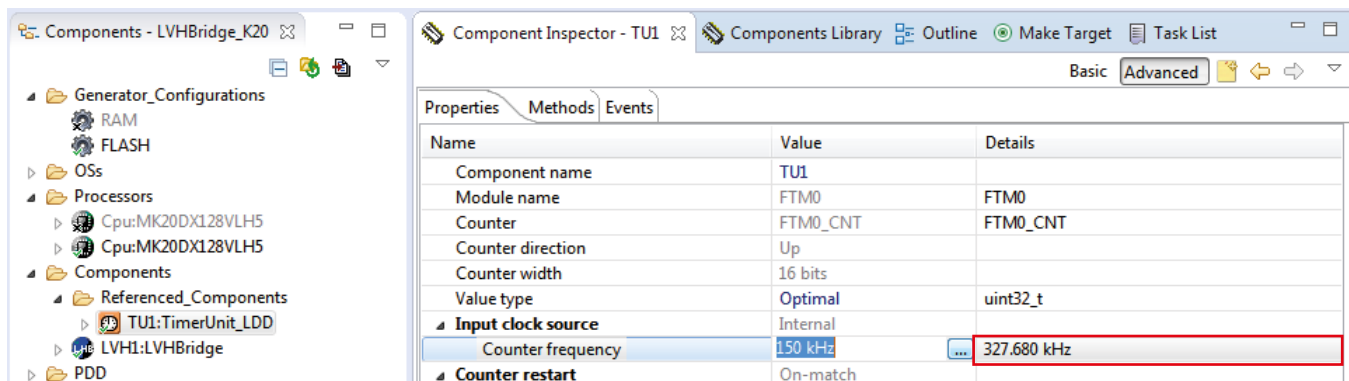 Components - LVHBridge_K20
Generator_Configurations
RAM
FLASH
OSs
Processors
Cpu:MK20DX128VLH5
Cpu:MK20DX128VLH5
Components
Referenced_Components
TU1:TimerUnit_LDD
LVH1:LVHBridge
PDD
Component Inspector - TU1 Components Library Outline Make Target Task List
Basic Advanced
Properties Methods Events
Name Value Details
Component name TU1
Module name FTM0 FTM0
Counter FTM0_CNT FTM0_CNT
Counter direction Up
Counter width 16 bits
Value type Optimal uint32_t
Input clock source Internal
Counter frequency 150 kHz ... 327.680 kHz
Counter restart On-match